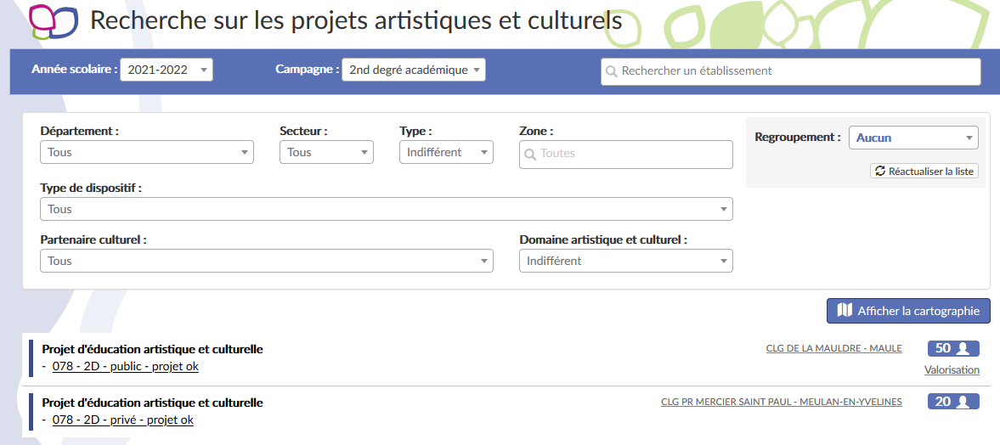 Recherche sur les projets artistiques et culturels
Année scolaire : 2021-2022 Campagne : 2nd degré académique Rechercher un établissement
Département : Secteur : Type : Zone :
Tous Tous Indifférent Toutes
Regroupement : Aucun
Réactualiser la liste
Type de dispositif :
Tous
Partenaire culturel : Domaine artistique et culturel :
Tous Indifférent
Afficher la cartographie
Projet d'éducation artistique et culturelle CLG DE LA MAULDRE - MAULE 50
- 078 - 2D - public - projet ok Valorisation
Projet d'éducation artistique et culturelle CLG PR MERCIER SAINT PAUL - MEULAN-EN-YVELINES 20
- 078 - 2D - privé - projet ok